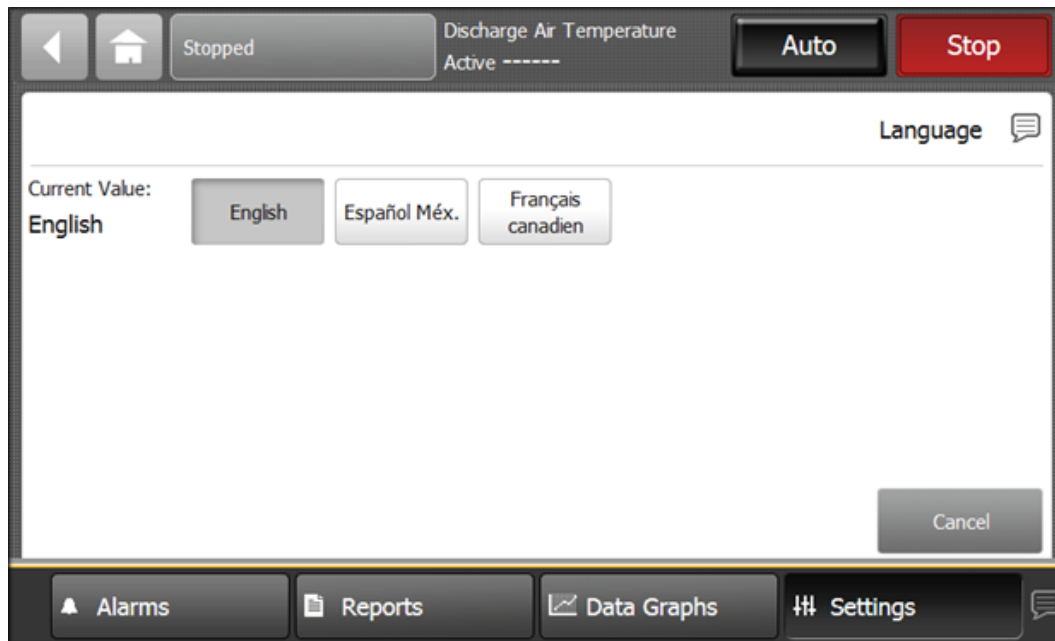 Stopped
Discharge Air Temperature
Active ------
Auto
Stop
Language
Current Value:
English
English
Español Méx.
Français
canadien
Cancel
Alarms
Reports
Data Graphs
Settings